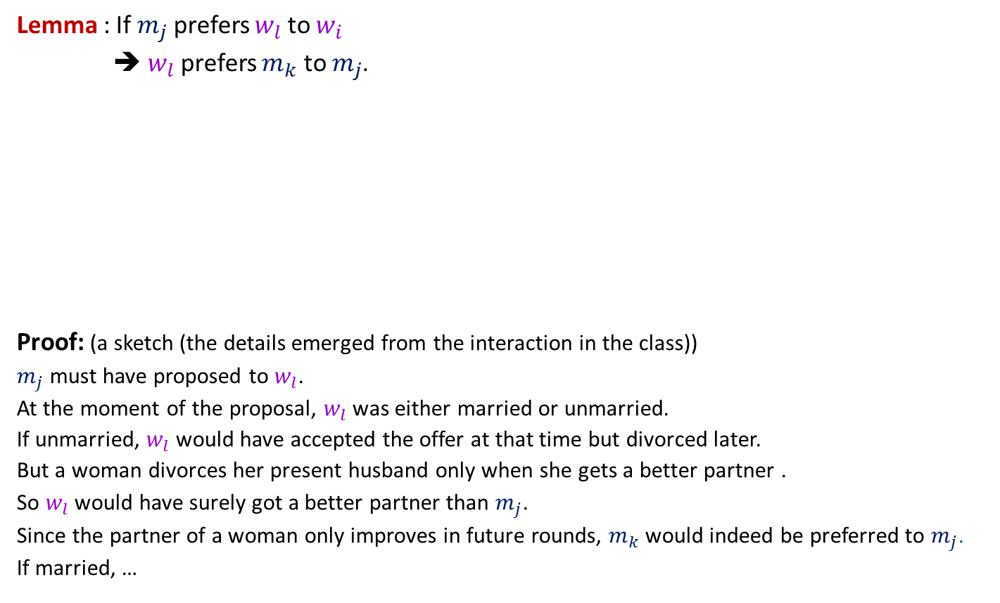 Lemma : If m_j prefers w_l to w_i
➔ w_l prefers m_k to m_j.
Proof: (a sketch (the details emerged from the interaction in the class))
m_j must have proposed to w_l.
At the moment of the proposal, w_l was either married or unmarried.
If unmarried, w_l would have accepted the offer at that time but divorced later.
But a woman divorces her present husband only when she gets a better partner .
So w_l would have surely got a better partner than m_j.
Since the partner of a woman only improves in future rounds, m_k would indeed be preferred to m_j.
If married, …